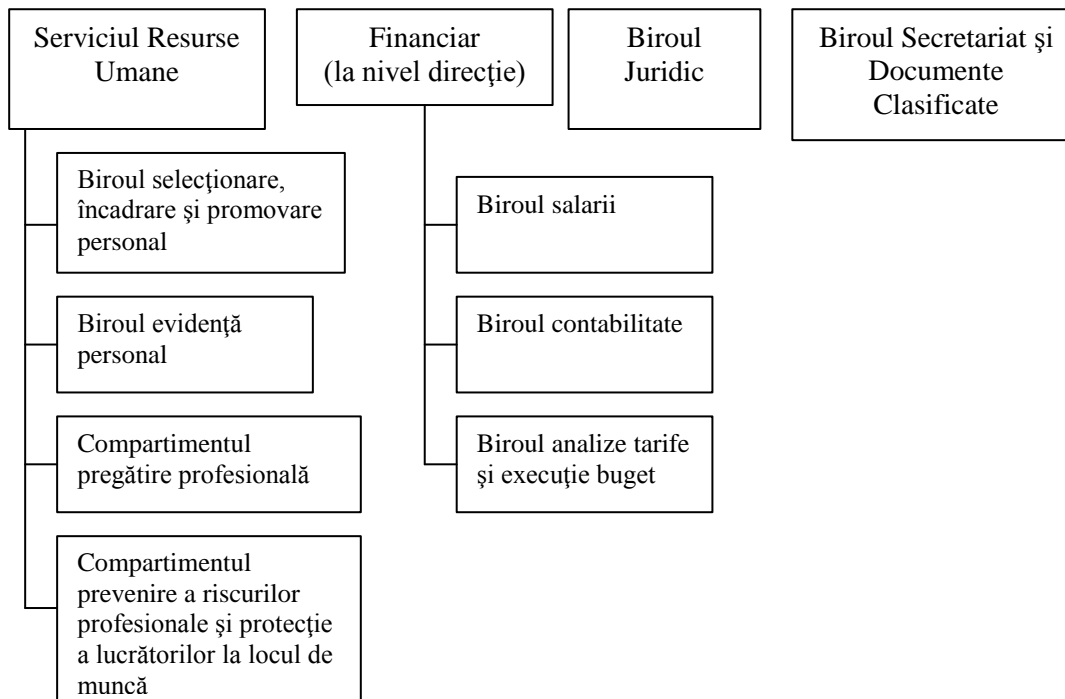 Serviciul Resurse
Umane
Financiar
(la nivel direcţie)
Biroul
Juridic
Biroul Secretariat şi
Documente
Clasificate
Biroul selecţionare,
încadrare şi promovare
personal
Biroul evidenţă
personal
Compartimentul
pregătire profesională
Compartimentul
prevenire a riscurilor
profesionale şi protecţie
a lucrătorilor la locul de
muncă
Biroul salarii
Biroul contabilitate
Biroul analize tarife
şi execuţie buget